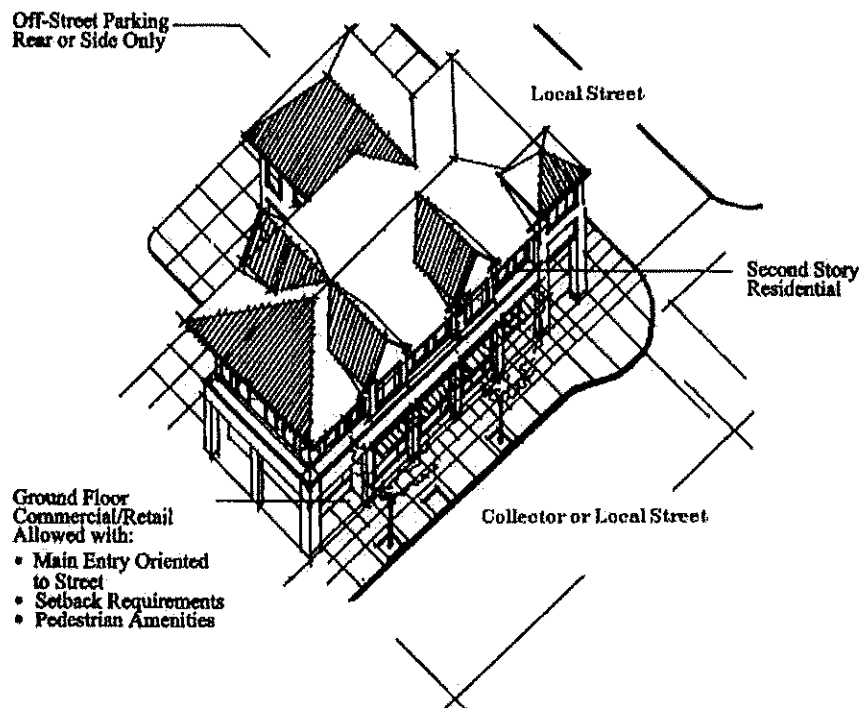 Off-Street Parking
Rear or Side Only
Local Street
Second Story
Residential
Ground Floor
Commercial/Retail
Allowed with:
• Main Entry Oriented
to Street
• Setback Requirements
• Pedestrian Amenities
Collector or Local Street